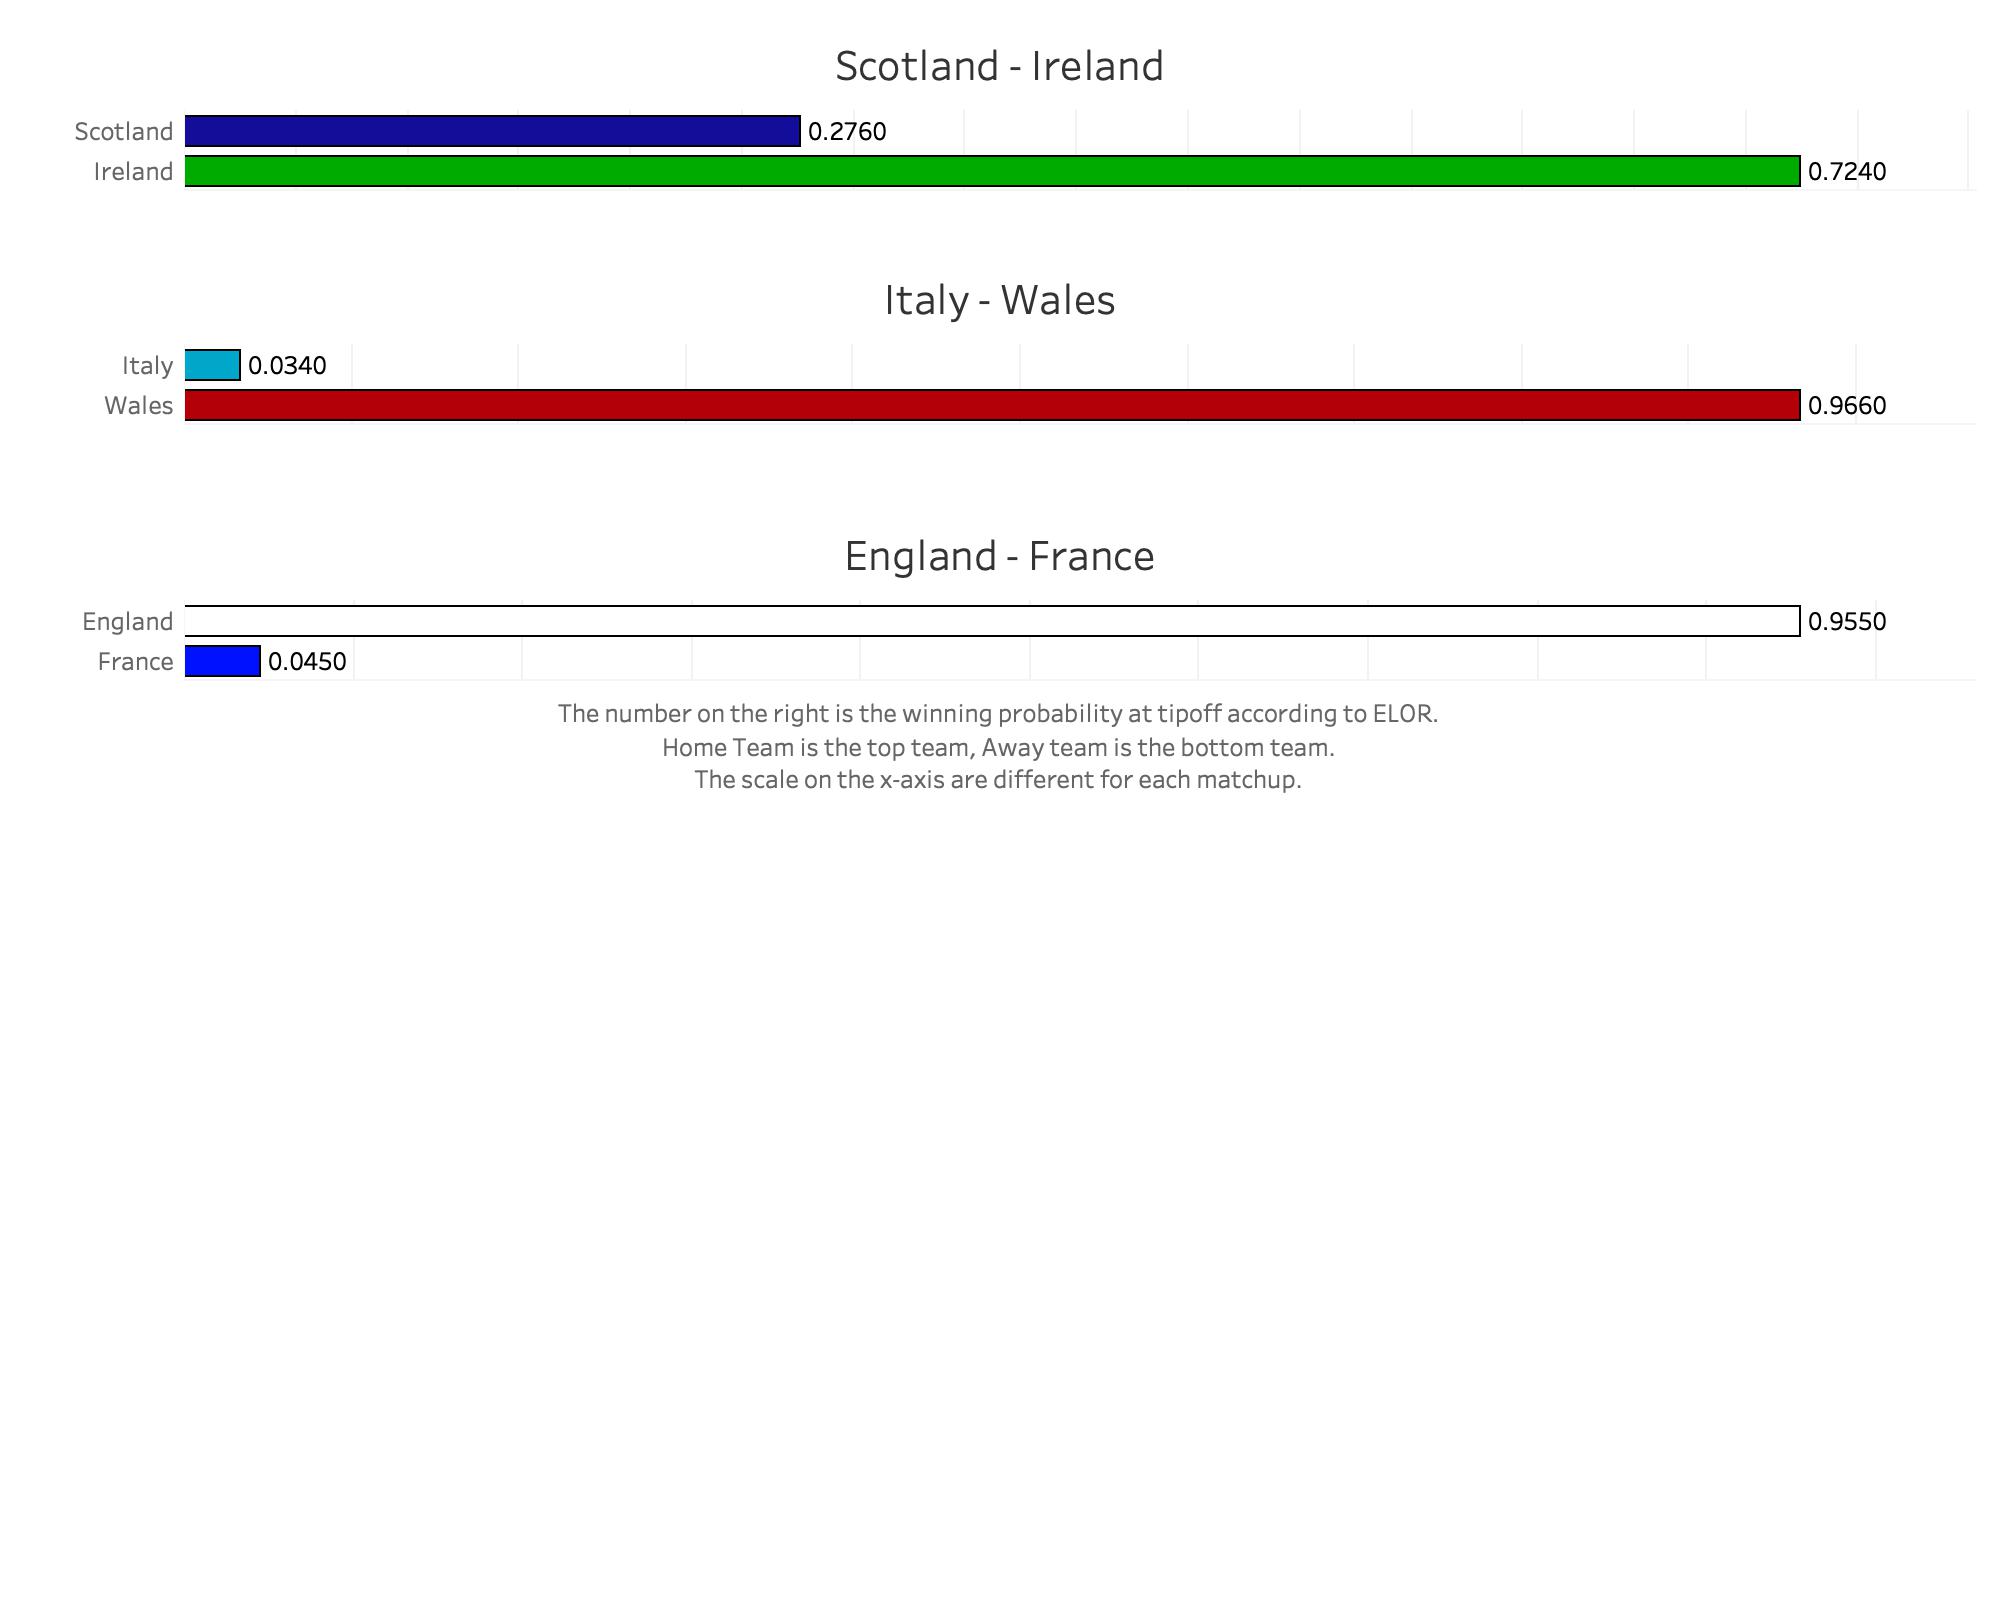 Scotland - Ireland
Scotland 0.2760
Ireland 0.7240
Italy - Wales
Italy 0.0340
Wales 0.9660
England - France
England 0.9550
France 0.0450
The number on the right is the winning probability at tipoff according to ELOR.
Home Team is the top team, Away team is the bottom team.
The scale on the x-axis are different for each matchup.